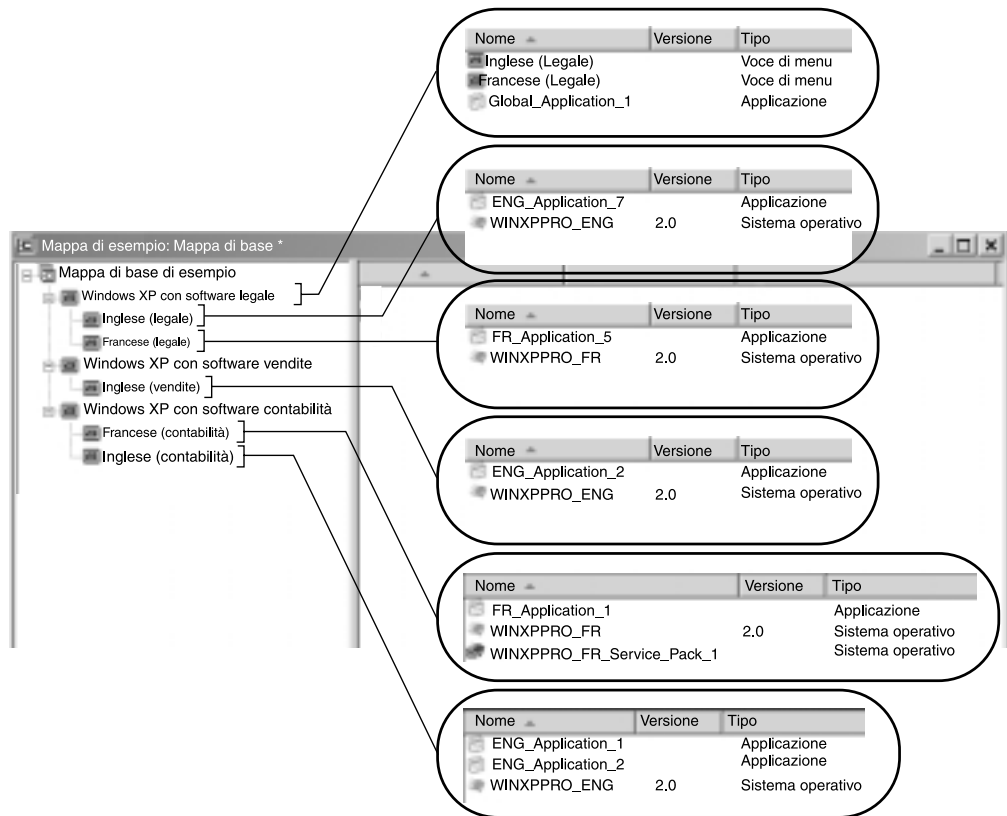 Nome Versione Tipo
Inglese (Legale) Voce di menu
Francese (Legale) Voce di menu
Global_Application_1 Applicazione
Nome Versione Tipo
ENG_Application_7 Applicazione
WINXPPRO_ENG 2.0 Sistema operativo
Mappa di esempio: Mappa di base *
Mappa di base di esempio
Windows XP con software legale
Inglese (legale)
Francese (legale)
Windows XP con software vendite
Inglese (vendite)
Windows XP con software contabilità
Francese (contabilità)
Inglese (contabilità)
Nome Versione Tipo
FR_Application_5 Applicazione
WINXPPRO_FR 2.0 Sistema operativo
Nome Versione Tipo
ENG_Application_2 Applicazione
WINXPPRO_ENG 2.0 Sistema operativo
Nome Versione Tipo
FR_Application_1 Applicazione
WINXPPRO_FR 2.0 Sistema operativo
WINXPPRO_FR_Service_Pack_1 Sistema operativo
Nome Versione Tipo
ENG_Application_1 Applicazione
ENG_Application_2 Applicazione
WINXPPRO_ENG 2.0 Sistema operativo